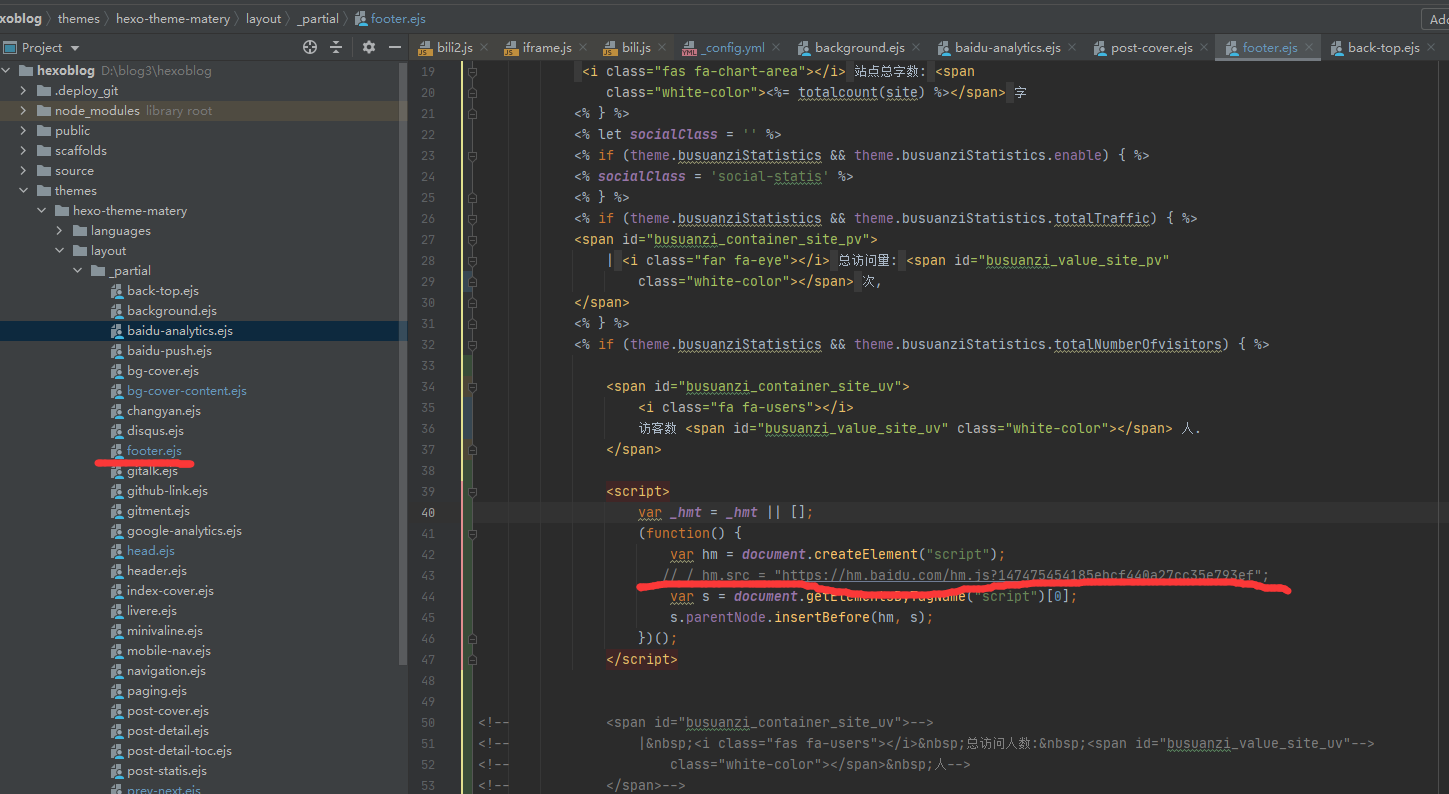 hexoblog › themes › hexo-theme-matery › layout › _partial › footer.ejs
Project
bili2.js × iframe.js × bili.js × _config.yml × background.ejs × baidu-analytics.ejs × post-cover.ejs × footer.ejs × back-top.ejs ×
hexoblog D:\blog3\hexoblog
.deploy_git
node_modules library root
public
scaffolds
source
themes
hexo-theme-matery
languages
layout
_partial
back-top.ejs
background.ejs
baidu-analytics.ejs
baidu-push.ejs
bg-cover.ejs
bg-cover-content.ejs
changyan.ejs
disqus.ejs
footer.ejs
gitalk.ejs
github-link.ejs
gitment.ejs
google-analytics.ejs
head.ejs
header.ejs
index-cover.ejs
livere.ejs
minivaline.ejs
mobile-nav.ejs
navigation.ejs
paging.ejs
post-cover.ejs
post-detail.ejs
post-detail-toc.ejs
post-statis.ejs
prev-next.ejs
19 <i class="fas fa-chart-area"></i> 站点总字数: <span
20 class="white-color"><%= totalcount(site) %></span> 字
21 <% } %>
22 <% let socialClass = '' %>
23 <% if (theme.busuanziStatistics && theme.busuanziStatistics.enable) { %>
24 <% socialClass = 'social-statis' %>
25 <% } %>
26 <% if (theme.busuanziStatistics && theme.busuanziStatistics.totalTraffic) { %>
27 <span id="busuanzi_container_site_pv">
28 | <i class="far fa-eye"></i> 总访问量: <span id="busuanzi_value_site_pv"
29 class="white-color"></span> 次,
30 </span>
31 <% } %>
32 <% if (theme.busuanziStatistics && theme.busuanziStatistics.totalNumberOfvisitors) { %>
33
34 <span id="busuanzi_container_site_uv">
35 <i class="fa fa-users"></i>
36 访客数 <span id="busuanzi_value_site_uv" class="white-color"></span> 人.
37 </span>
38
39 <script>
40 var _hmt = _hmt || [];
41 (function() {
42 var hm = document.createElement("script");
43 // / hm.src = "https://hm.baidu.com/hm.js?147475454185ebcf440a27cc35e793ef";
44 var s = document.getElementsByTagName("script")[0];
45 s.parentNode.insertBefore(hm, s);
46 })();
47 </script>
48
49
50 <!-- <span id="busuanzi_container_site_uv">-->
51 <!-- |&nbsp;<i class="fas fa-users"></i>&nbsp;总访问人数:&nbsp;<span id="busuanzi_value_site_uv"-->
52 <!-- class="white-color"></span>&nbsp;人-->
53 <!-- </span>-->